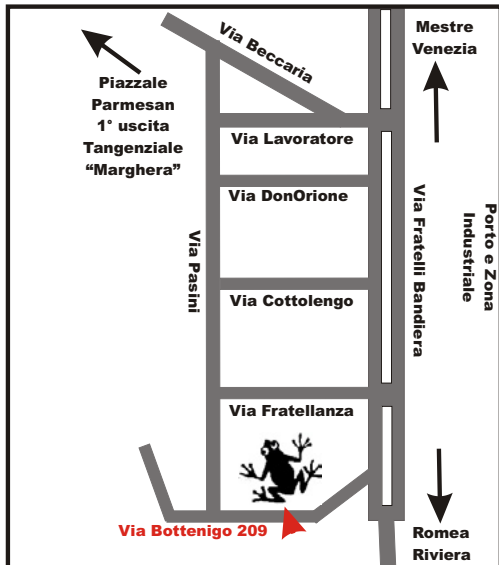 Mestre
Venezia
Via Beccaria
Piazzale
Parmesan
1° uscita
Tangenziale
“Marghera”
Via Lavoratore
Via DonOrione
Via Pasini
Via Fratelli Bandiera
Porto e Zona
Industriale
Via Cottolengo
Via Fratellanza
Via Bottenigo 209
Romea
Riviera